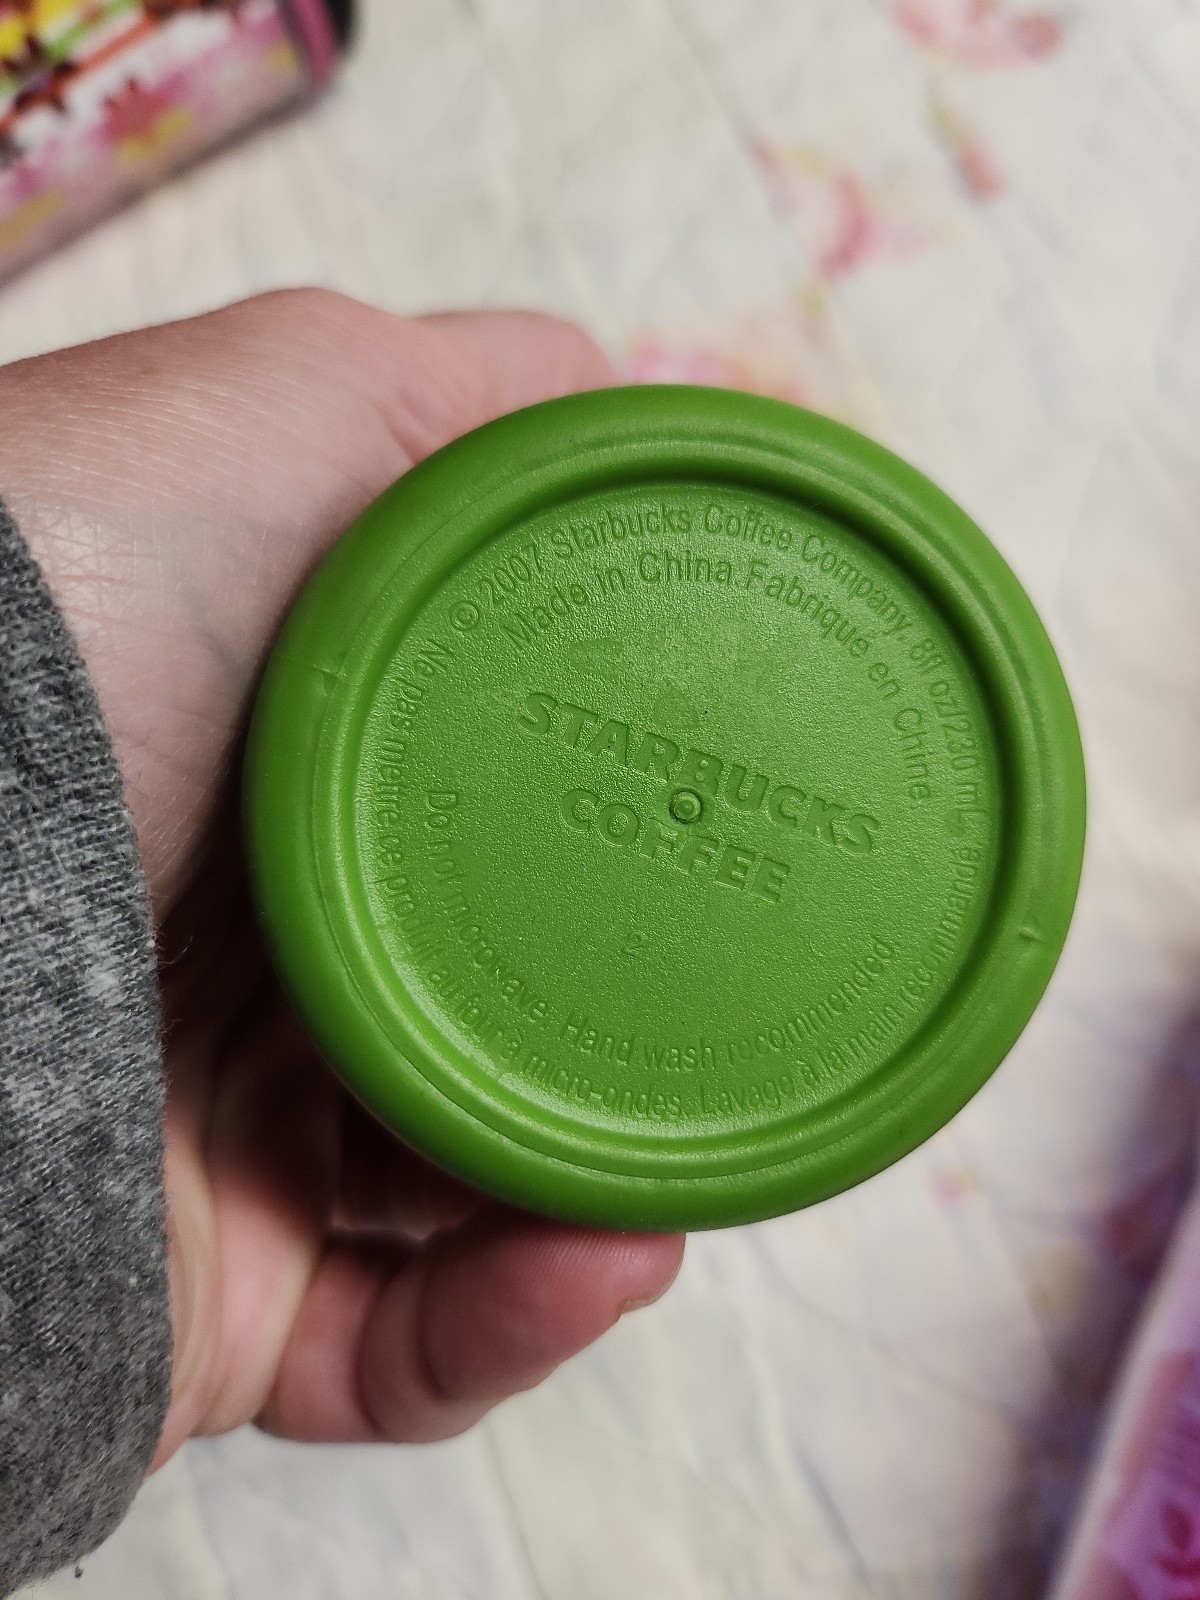 © 2007 Starbucks Coffee Company. 8fl oz/230 mL
Made in China Fabriqué en Chine.
STARBUCKS
COFFEE
2
Do not microwave. Hand wash recommended.
Ne pas mettre ce produit au four à micro-ondes. Lavage à la main recommandé.